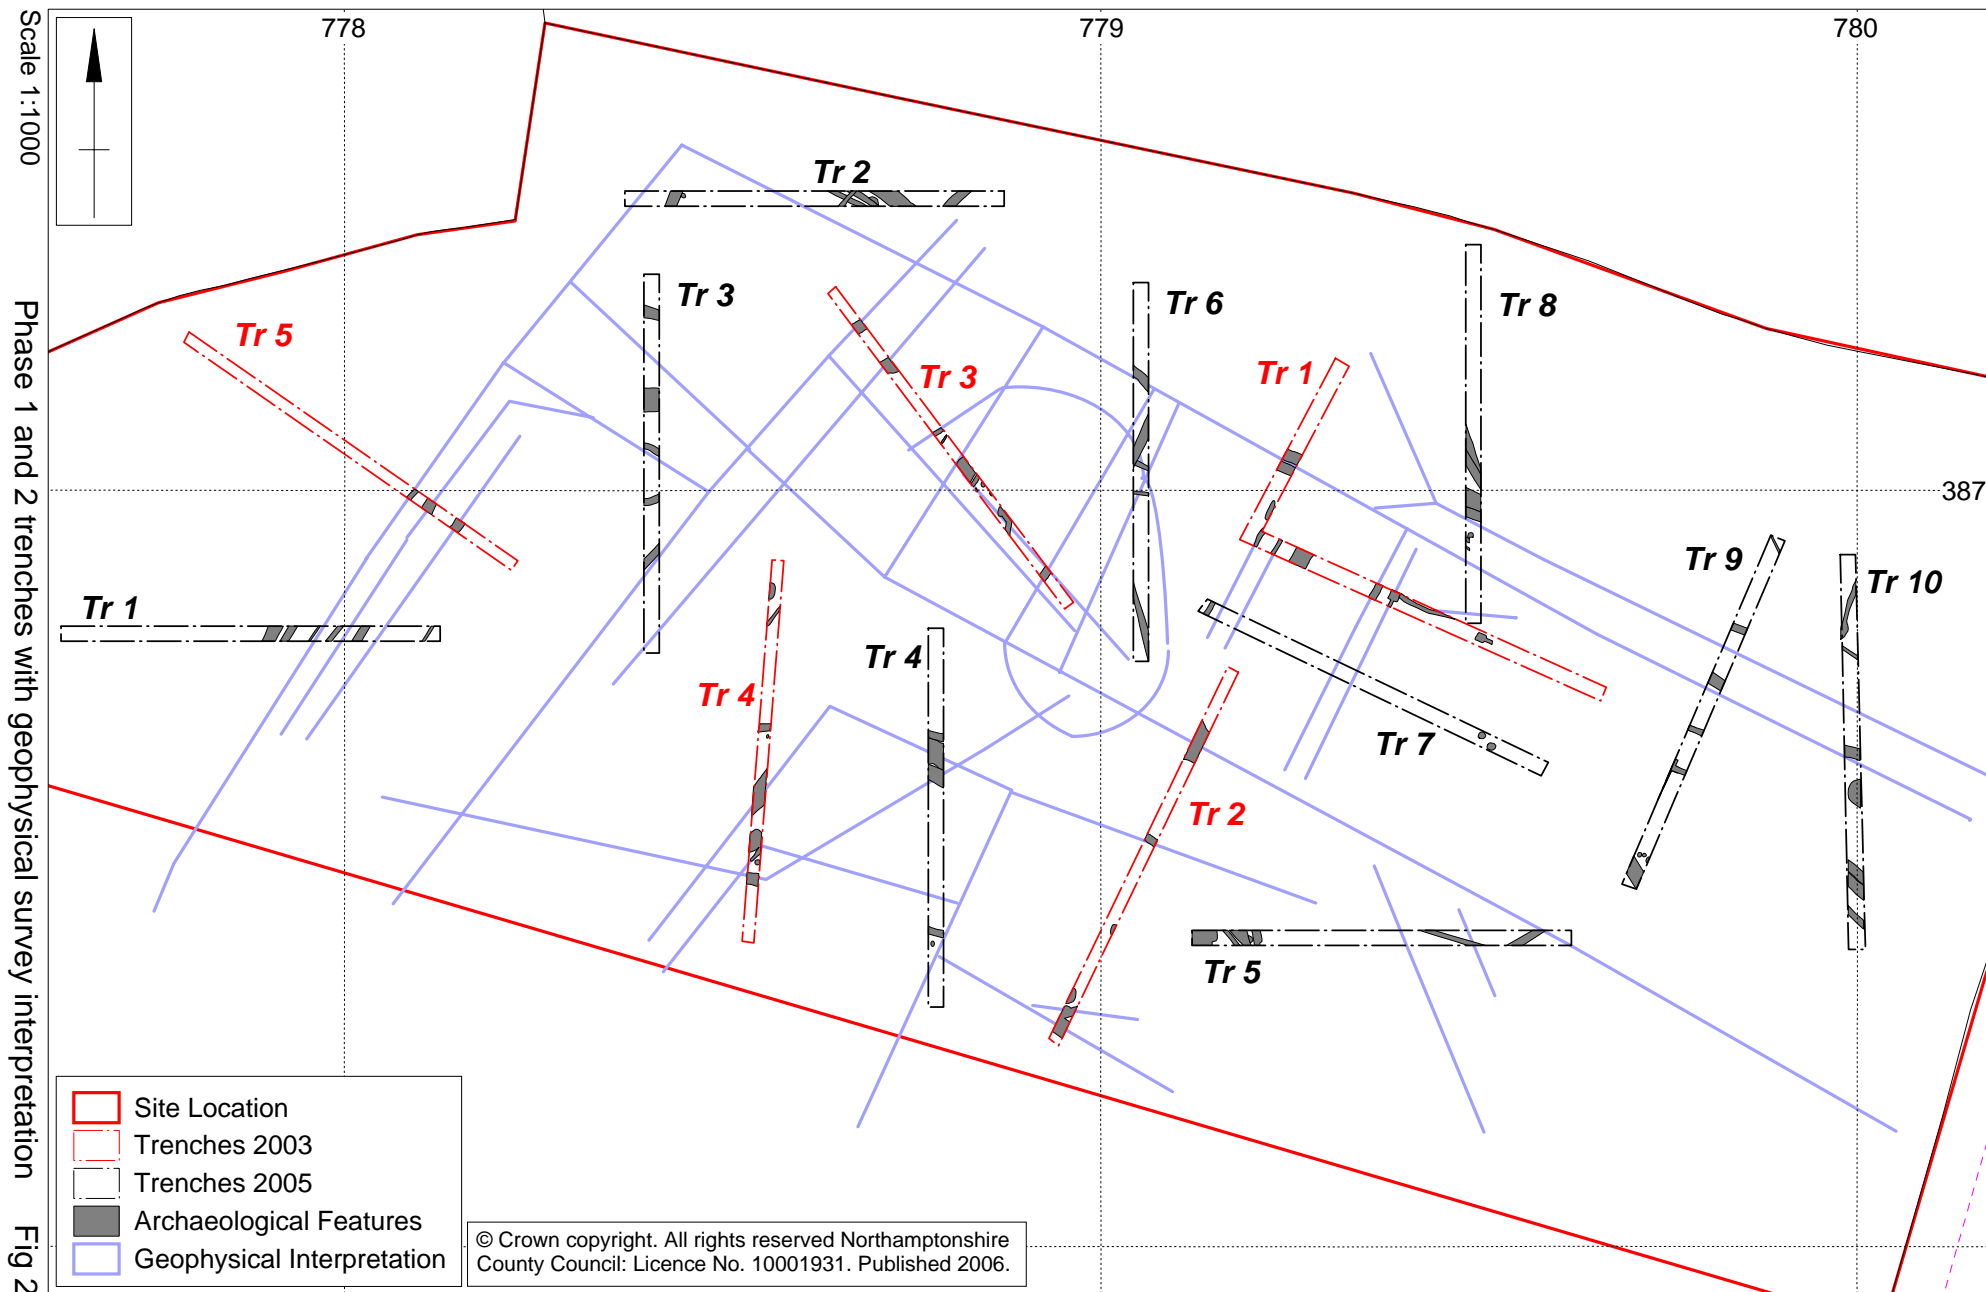 778
779
780
Scale 1:1000
Tr 2
Tr 3
Tr 6
Tr 8
Tr 5
Tr 3
Tr 1
387
Tr 9
Tr 10
Tr 1
Tr 4
Tr 4
Tr 7
Tr 2
Tr 5
Phase 1 and 2 trenches with geophysical survey interpretation Fig 2
Site Location
Trenches 2003
Trenches 2005
Archaeological Features
Geophysical Interpretation
© Crown copyright. All rights reserved Northamptonshire
County Council: Licence No. 10001931. Published 2006.